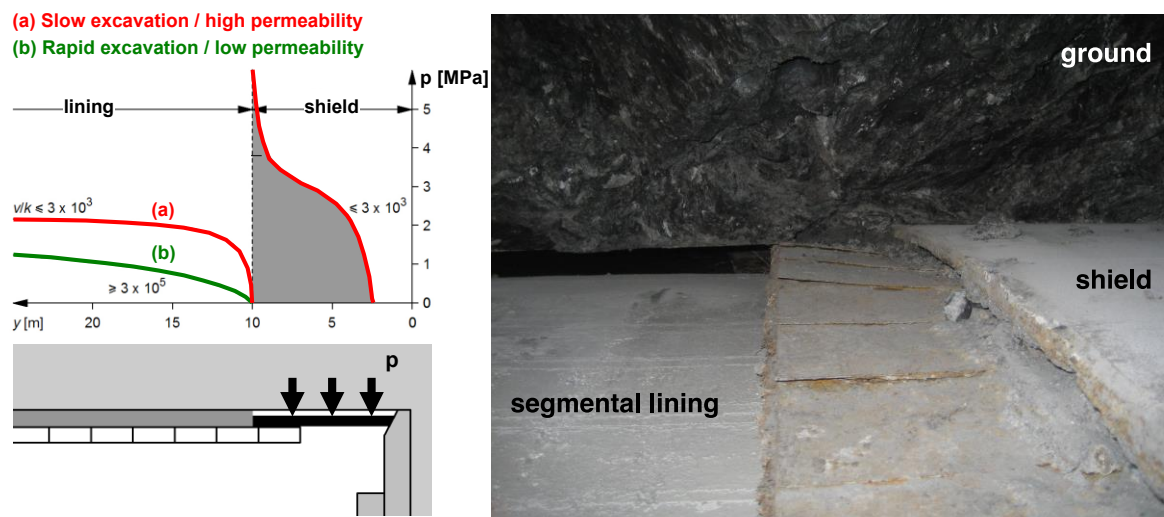 (a) Slow excavation / high permeability
(b) Rapid excavation / low permeability
p [MPa]
lining
shield
5
4
3
2
1
0
v/k ⩽ 3 x 10³
(a)
⩽ 3 x 10³
(b)
⩾ 3 x 10⁵
y [m]
20
15
10
5
0
p
ground
shield
segmental lining